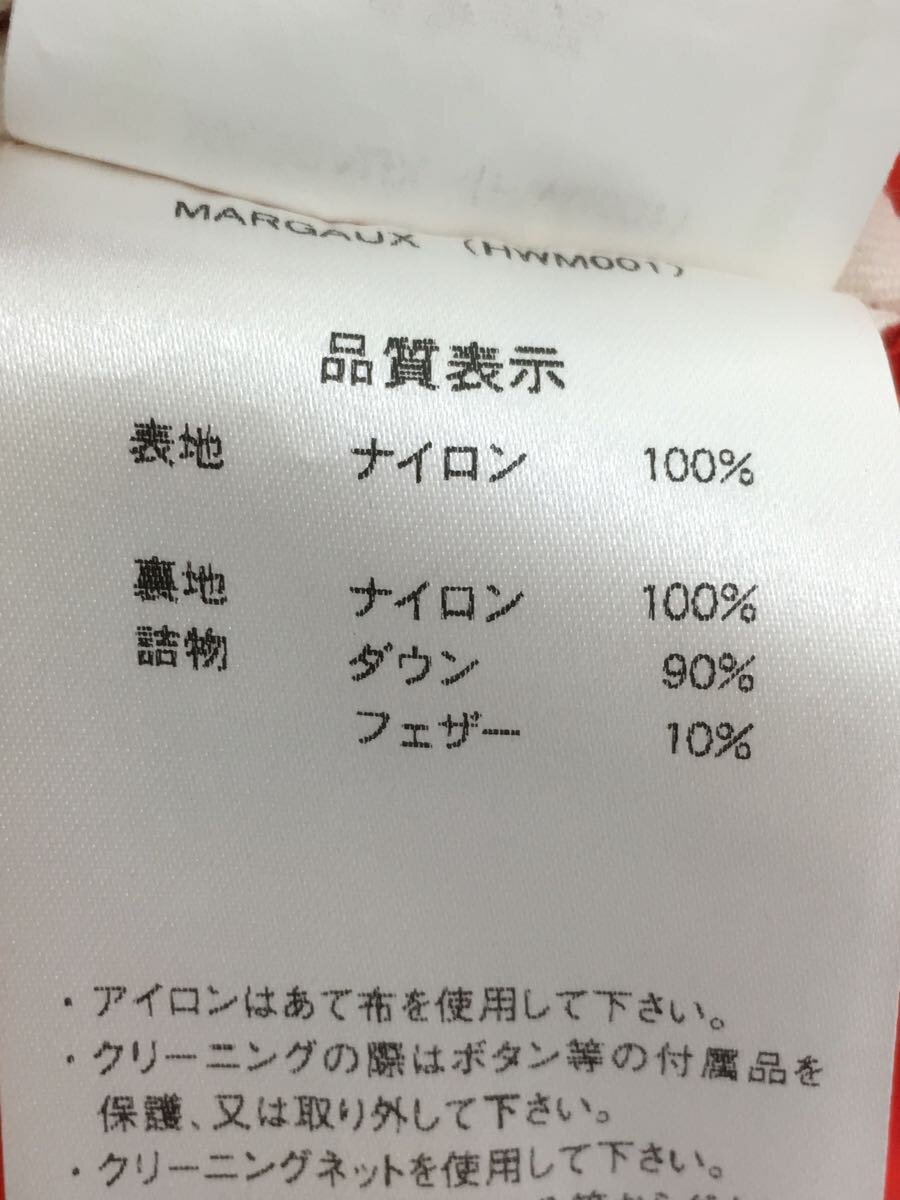 MARGAUX (HWM001)
品質表示
表地 ナイロン 100%
裏地 ナイロン 100%
詰物 ダウン 90%
フェザー 10%
・アイロンはあて布を使用して下さい。
・クリーニングの際はボタン等の付属品を
保護、又は取り外して下さい。
・クリーニングネットを使用して下さい。